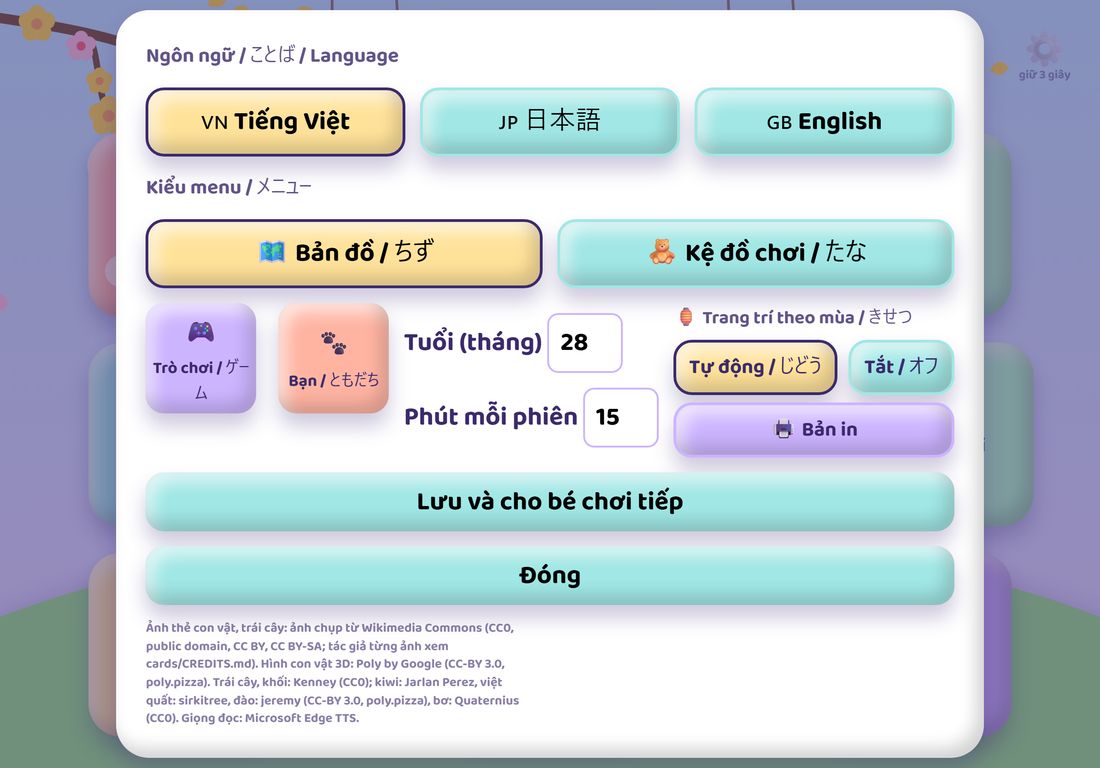 Ngôn ngữ / ことば / Language
giữ 3 giây
VN Tiếng Việt
JP 日本語
GB English
Kiểu menu / メニュー
Bản đồ / ちず
Kệ đồ chơi / たな
Trò chơi / ゲー
ム
Bạn / ともだち
Tuổi (tháng) 28
Phút mỗi phiên 15
Trang trí theo mùa / きせつ
Tự động / じどう
Tắt / オフ
Bản in
Lưu và cho bé chơi tiếp
Đóng
Ảnh thẻ con vật, trái cây: ảnh chụp từ Wikimedia Commons (CC0,
public domain, CC BY, CC BY-SA; tác giả từng ảnh xem
cards/CREDITS.md). Hình con vật 3D: Poly by Google (CC-BY 3.0,
poly.pizza). Trái cây, khối: Kenney (CC0); kiwi: Jarlan Perez, việt
quất: sirkitree, đào: jeremy (CC-BY 3.0, poly.pizza), bơ: Quaternius
(CC0). Giọng đọc: Microsoft Edge TTS.